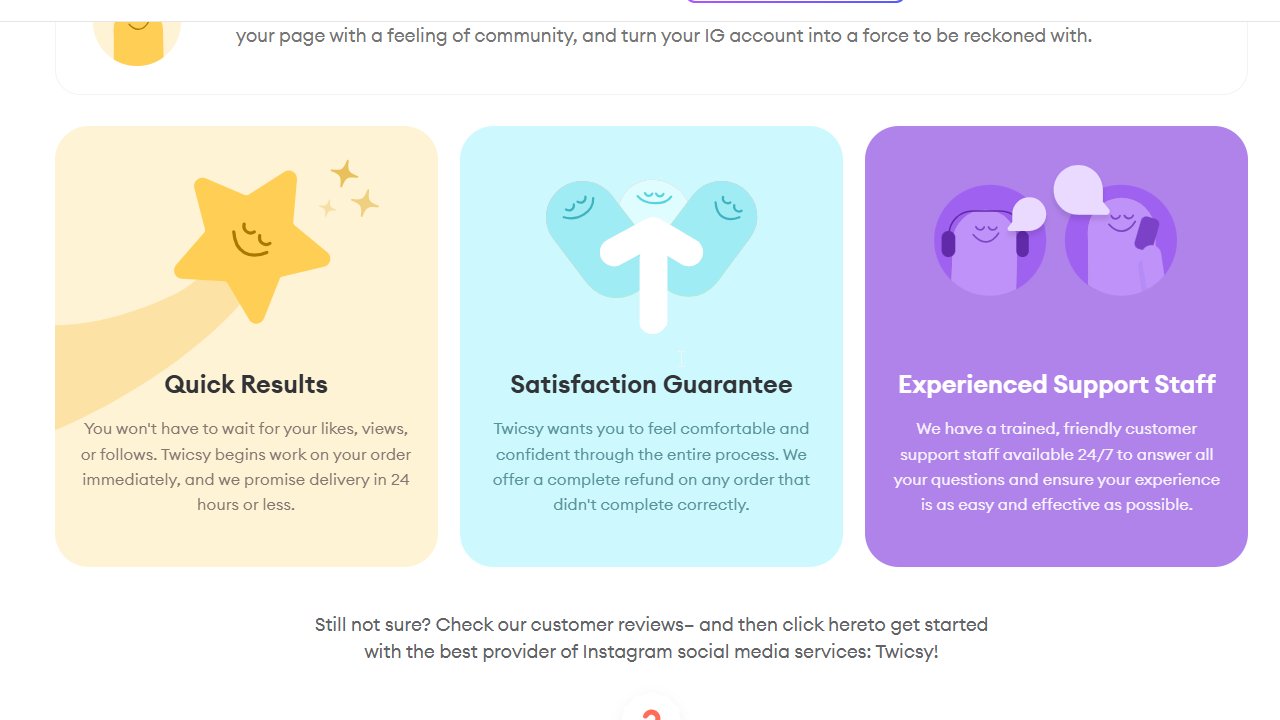 your page with a feeling of community, and turn your IG account into a force to be reckoned with.
Quick Results
You won't have to wait for your likes, views,
or follows. Twicsy begins work on your order
immediately, and we promise delivery in 24
hours or less.
Satisfaction Guarantee
Twicsy wants you to feel comfortable and
confident through the entire process. We
offer a complete refund on any order that
didn't complete correctly.
Experienced Support Staff
We have a trained, friendly customer
support staff available 24/7 to answer all
your questions and ensure your experience
is as easy and effective as possible.
Still not sure? Check our customer reviews– and then click hereto get started
with the best provider of Instagram social media services: Twicsy!